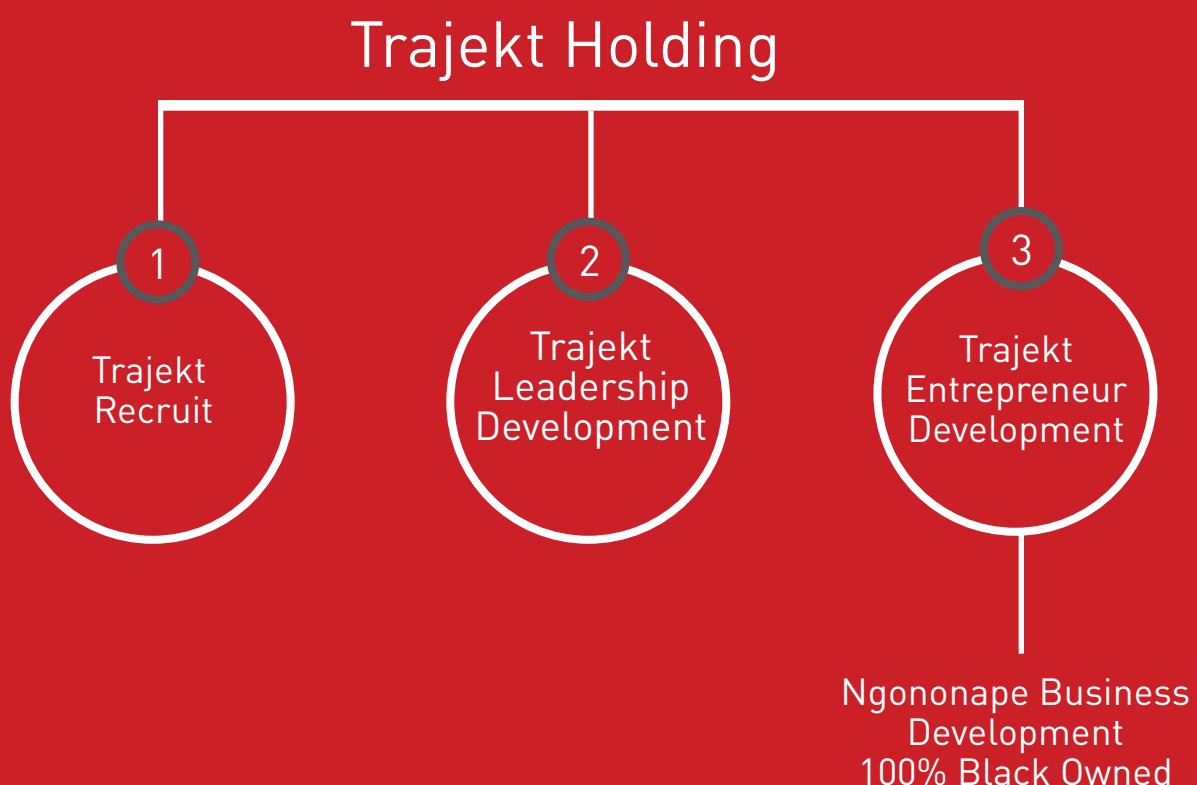 Trajekt Holding
1
Trajekt
Recruit
2
Trajekt
Leadership
Development
3
Trajekt
Entrepreneur
Development
Ngononape Business
Development
100% Black Owned